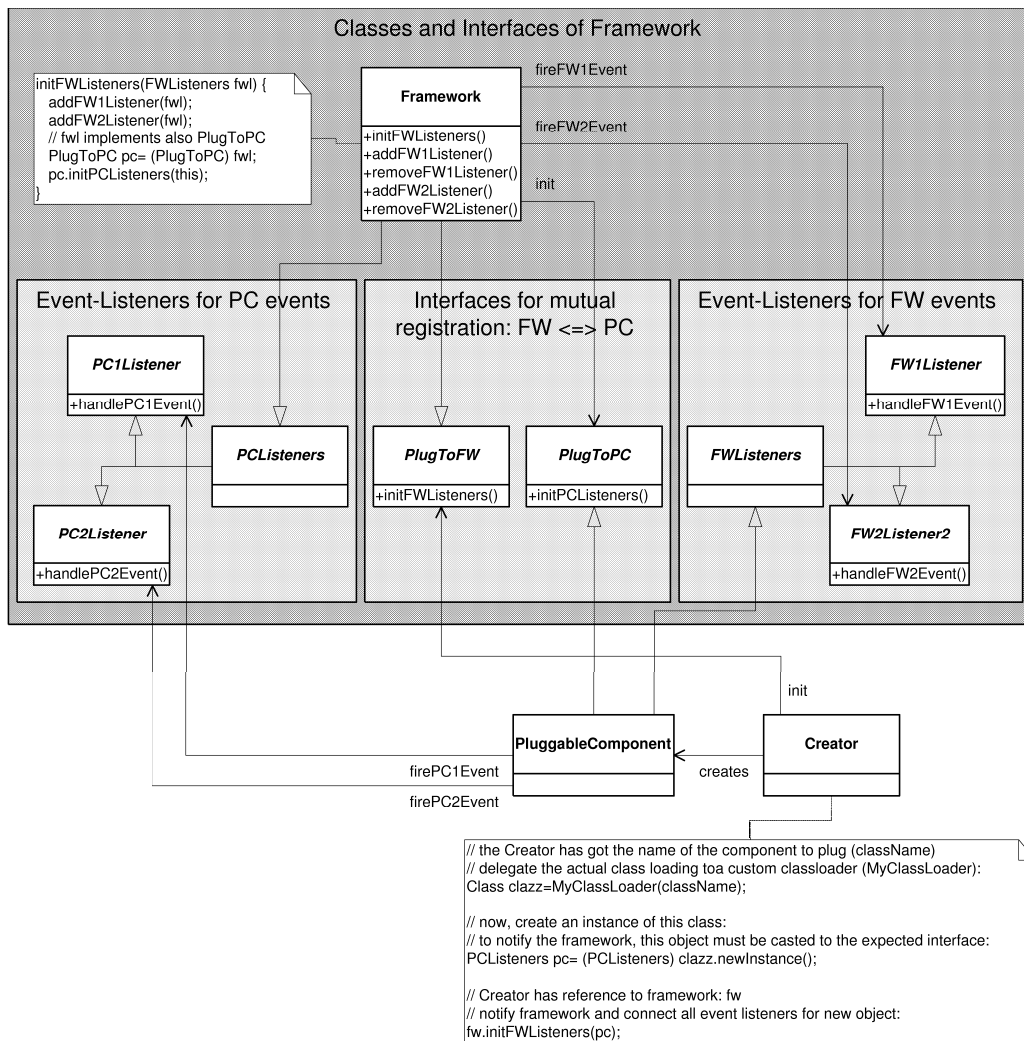 Classes and Interfaces of Framework
initFWListeners(FWListeners fwl) {
addFW1Listener(fwl);
addFW2Listener(fwl);
// fwl implements also PlugToPC
PlugToPC pc= (PlugToPC) fwl;
pc.initPCListeners(this);
}
Framework
+initFWListeners()
+addFW1Listener()
+removeFW1Listener()
+addFW2Listener()
+removeFW2Listener()
fireFW1Event
fireFW2Event
init
Event-Listeners for PC events
PC1Listener
+handlePC1Event()
PCListeners
PC2Listener
+handlePC2Event()
Interfaces for mutual
registration: FW <=> PC
PlugToFW
+initFWListeners()
PlugToPC
+initPCListeners()
Event-Listeners for FW events
FW1Listener
+handleFW1Event()
FWListeners
FW2Listener2
+handleFW2Event()
init
PluggableComponent
Creator
creates
firePC1Event
firePC2Event
// the Creator has got the name of the component to plug (className)
// delegate the actual class loading toa custom classloader (MyClassLoader):
Class clazz=MyClassLoader(className);
// now, create an instance of this class:
// to notify the framework, this object must be casted to the expected interface:
PCListeners pc= (PCListeners) clazz.newInstance();
// Creator has reference to framework: fw
// notify framework and connect all event listeners for new object:
fw.initFWListeners(pc);